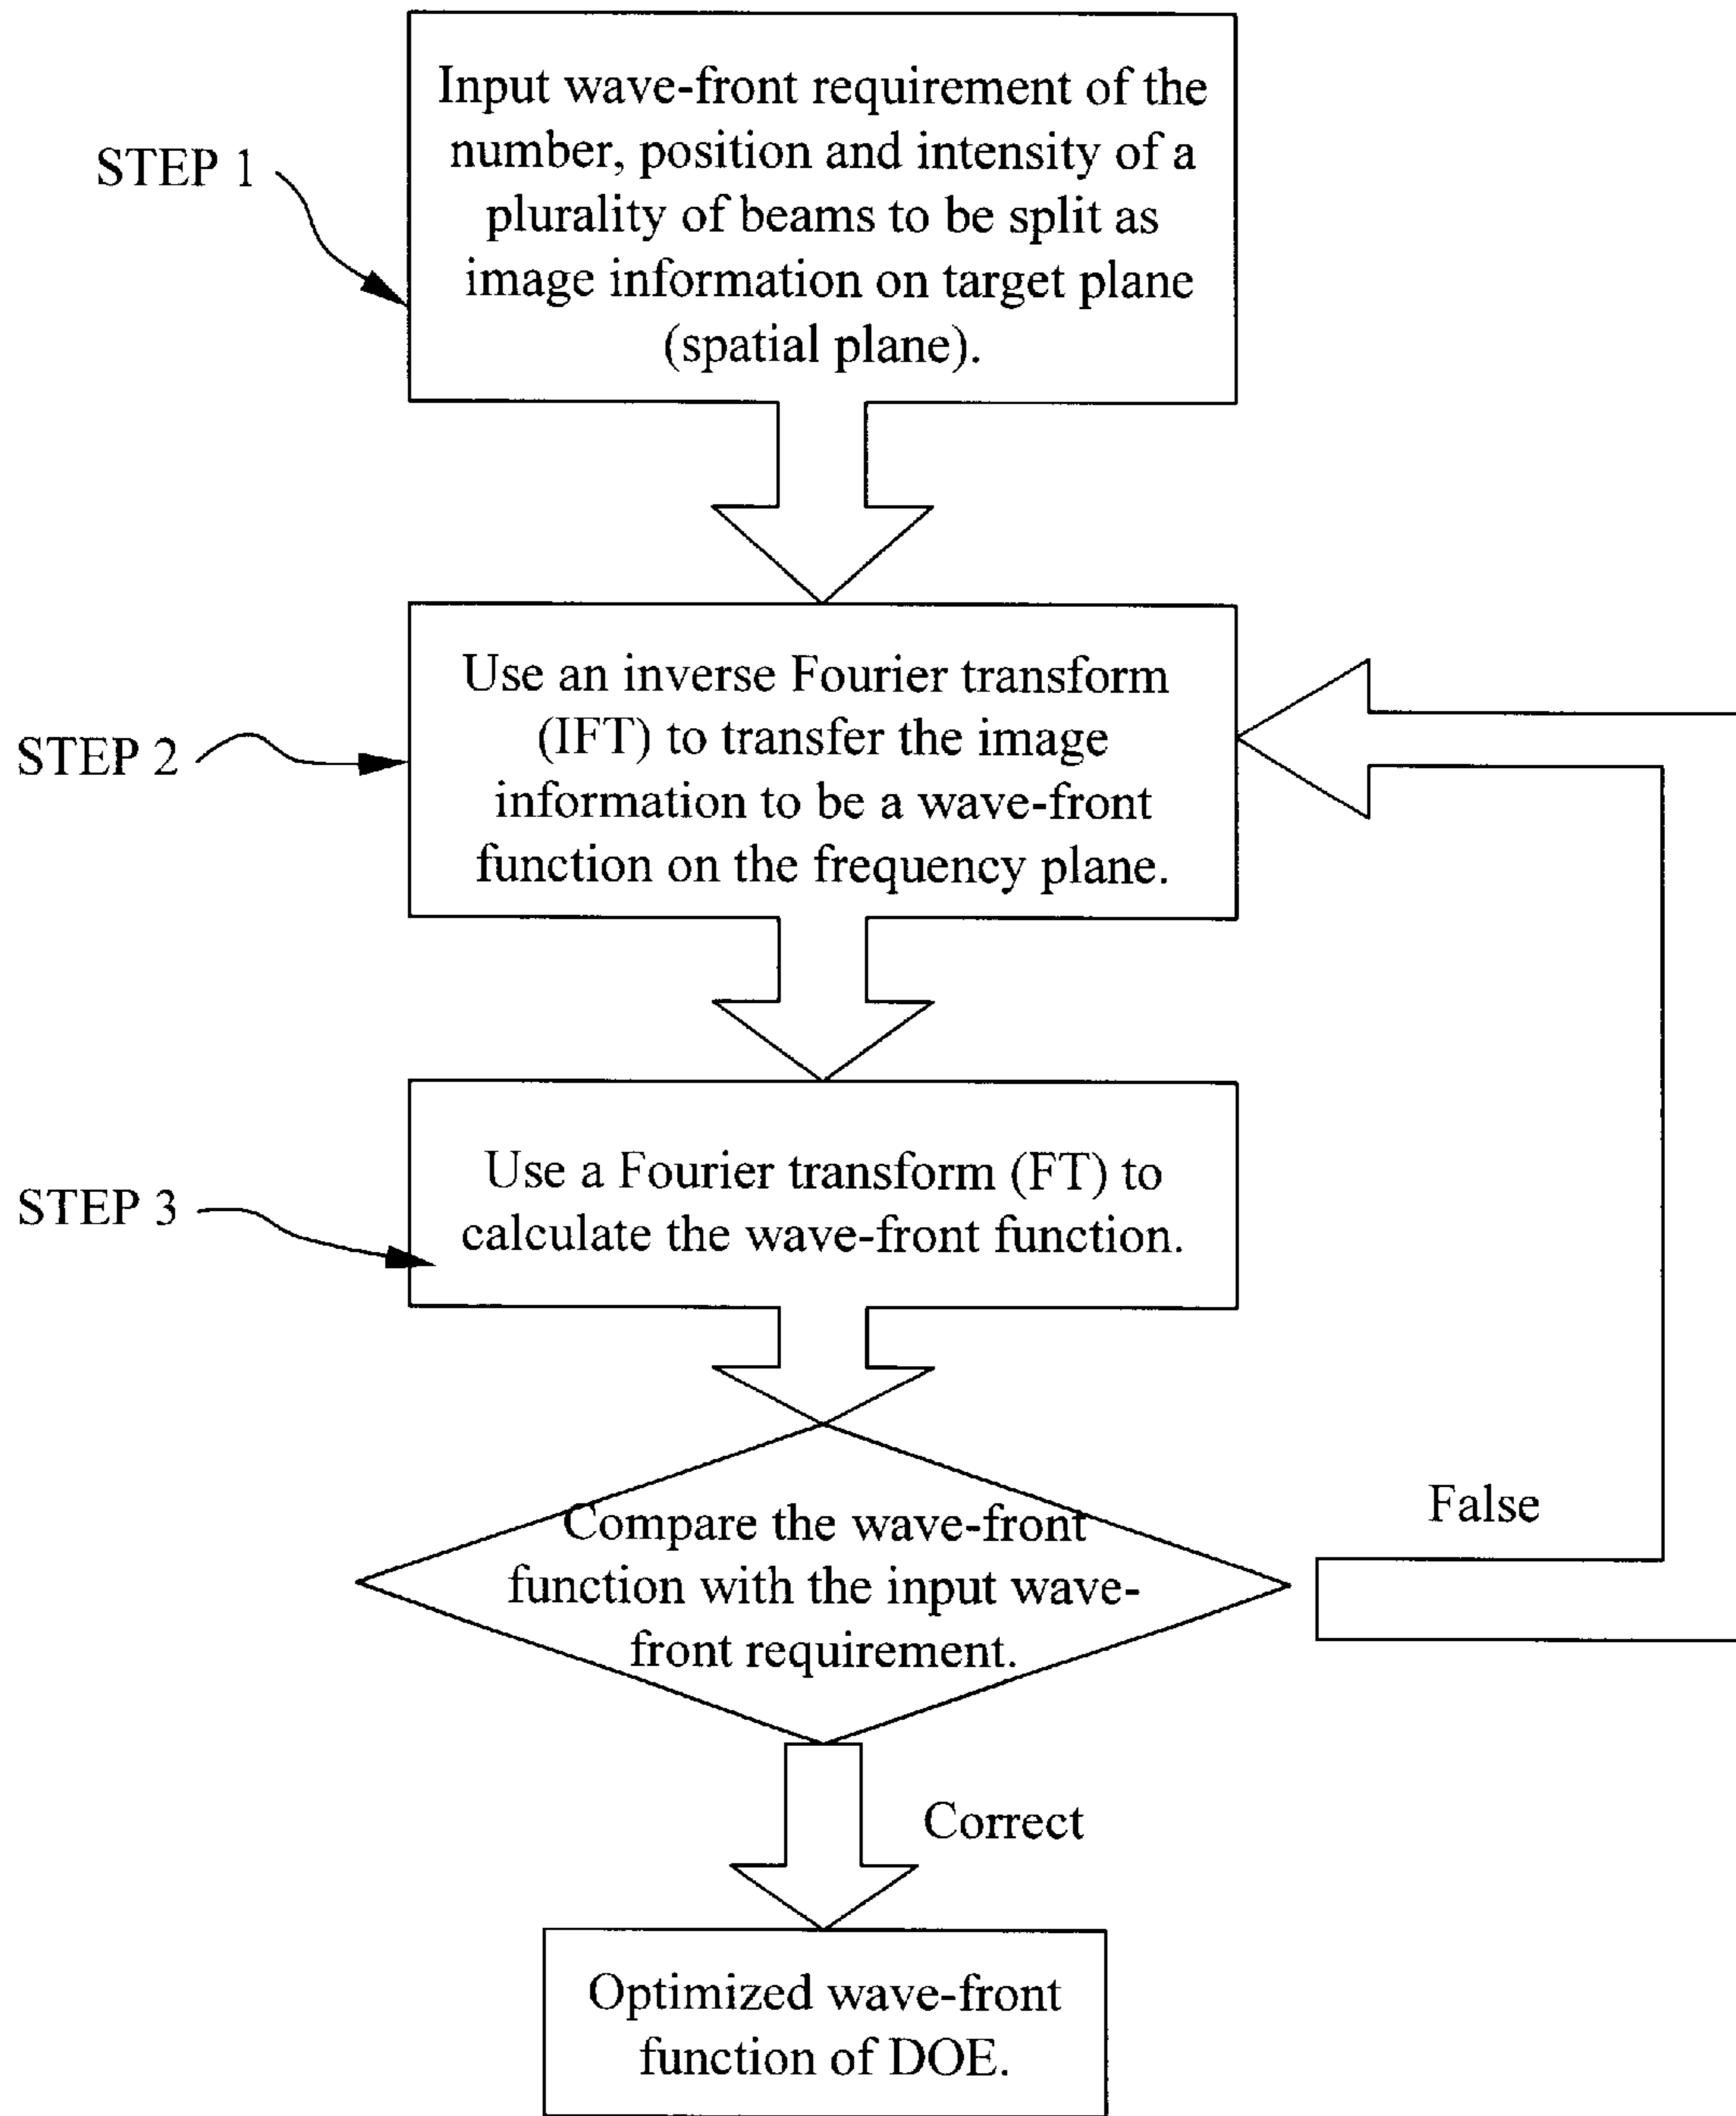 STEP 1
Input wave-front requirement of the
number, position and intensity of a
plurality of beams to be split as
image information on target plane
(spatial plane).
STEP 2
Use an inverse Fourier transform
(IFT) to transfer the image
information to be a wave-front
function on the frequency plane.
STEP 3
Use a Fourier transform (FT) to
calculate the wave-front function.
Compare the wave-front
function with the input wave-
front requirement.
False
Correct
Optimized wave-front
function of DOE.